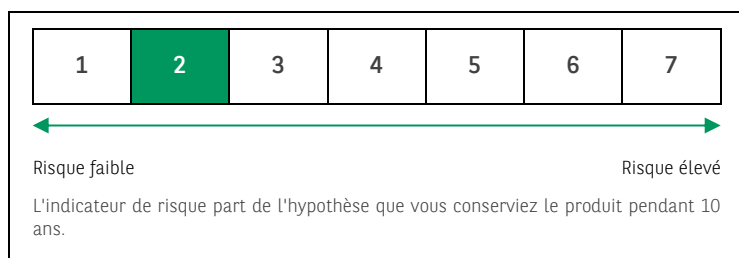 1 2 3 4 5 6 7
Risque faible Risque élevé
L'indicateur de risque part de l'hypothèse que vous conserviez le produit pendant 10
ans.